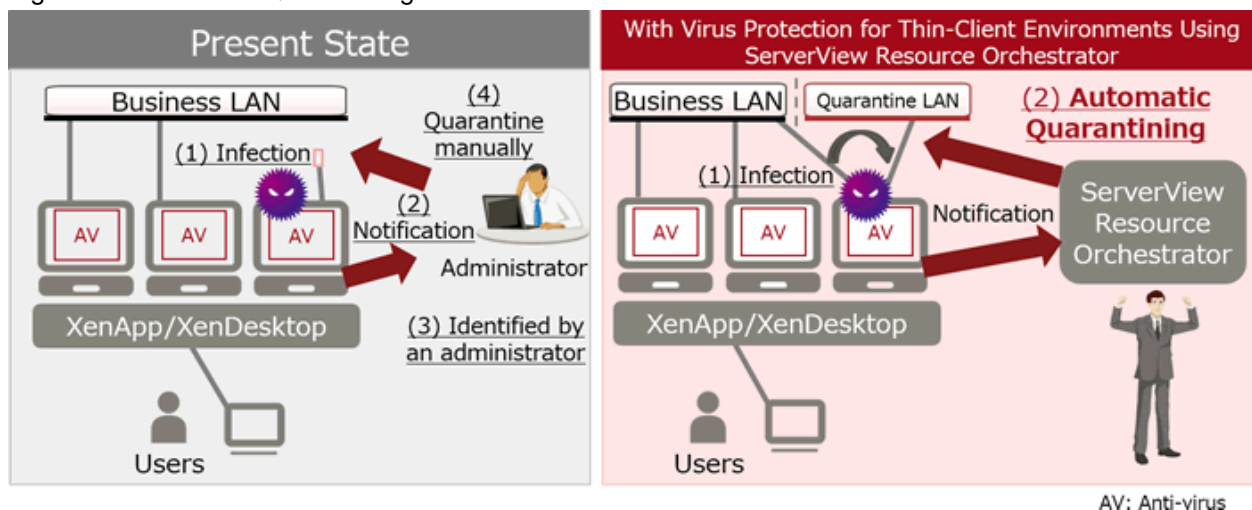 Present State
Business LAN
(4)
Quarantine
manually
(1) Infection
(2)
Notification
AV
AV
AV
Administrator
XenApp/XenDesktop
(3) Identified by
an administrator
Users
With Virus Protection for Thin-Client Environments Using
ServerView Resource Orchestrator
Business LAN
Quarantine LAN
(2) Automatic
Quarantining
(1) Infection
AV
AV
AV
Notification
ServerView
Resource
Orchestrator
XenApp/XenDesktop
Users
AV: Anti-virus